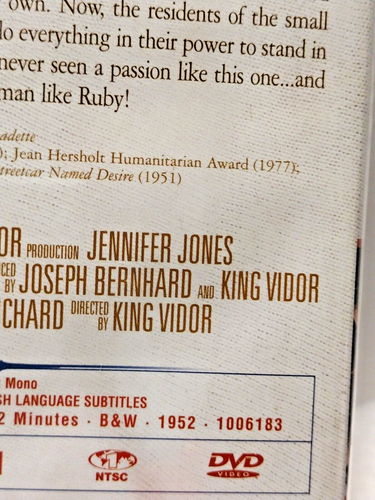 own. Now, the residents of the small
do everything in their power to stand in
never seen a passion like this one...and
man like Ruby!
adette
); Jean Hersholt Humanitarian Award (1977);
treetcar Named Desire (1951)
OR PRODUCTION JENNIFER JONES
CED BY JOSEPH BERNHARD AND KING VIDOR
CHARD DIRECTED BY KING VIDOR
Mono
SH LANGUAGE SUBTITLES
2 Minutes · B&W · 1952 · 1006183
1 NTSC
DVD
VIDEO